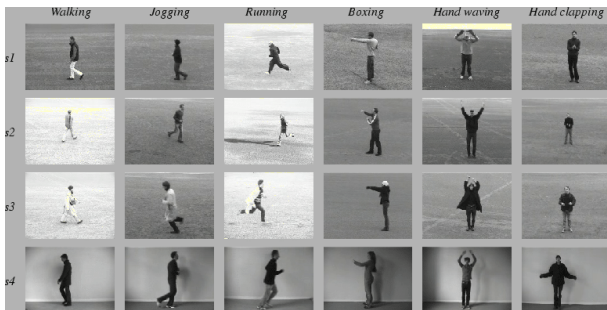 Walking Jogging Running Boxing Hand waving Hand clapping
s1
s2
s3
s4